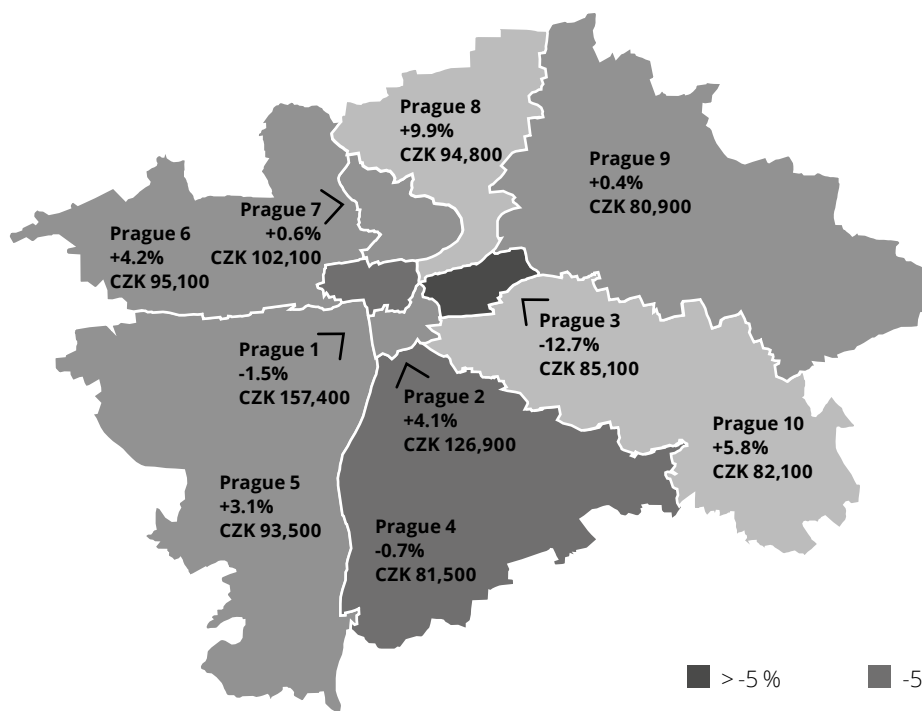 Prague 8
+9.9%
CZK 94,800
Prague 9
+0.4%
CZK 80,900
Prague 7
+0.6%
CZK 102,100
Prague 6
+4.2%
CZK 95,100
Prague 3
-12.7%
CZK 85,100
Prague 1
-1.5%
CZK 157,400
Prague 2
+4.1%
CZK 126,900
Prague 10
+5.8%
CZK 82,100
Prague 5
+3.1%
CZK 93,500
Prague 4
-0.7%
CZK 81,500
> -5 %
-5